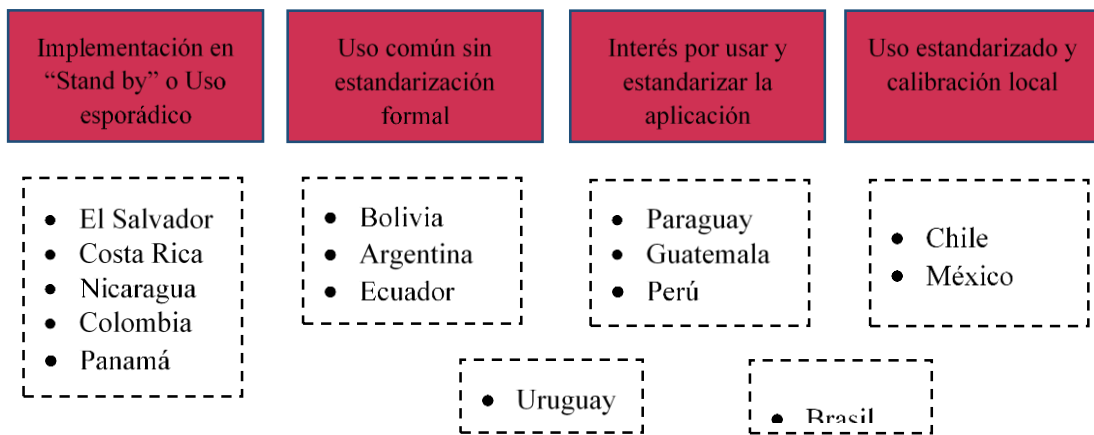 Implementación en
“Stand by” o Uso
esporádico
Uso común sin
estandarización
formal
Interés por usar y
estandarizar la
aplicación
Uso estandarizado y
calibración local
• El Salvador
• Costa Rica
• Nicaragua
• Colombia
• Panamá
• Bolivia
• Argentina
• Ecuador
• Paraguay
• Guatemala
• Perú
• Chile
• México
• Uruguay
• Brasil